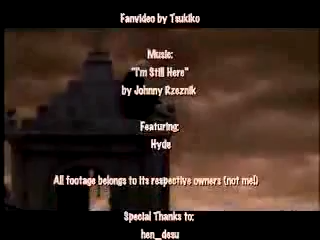 Fanvideo by Tsukiko
Music:
"I'm Still Here"
by Johnny Rzeznik
Featuring:
Hyde
All footage belongs to its respective owners (not me!)
Special Thanks to:
hen_desu